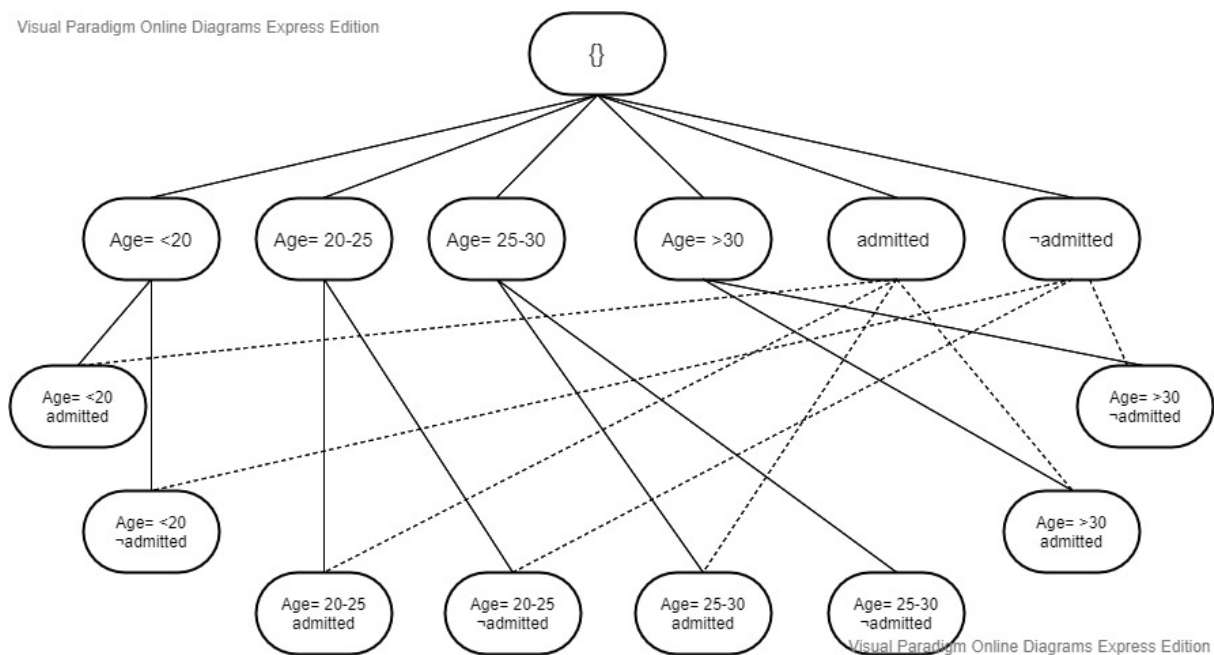 Visual Paradigm Online Diagrams Express Edition
{}
Age= <20
Age= 20-25
Age= 25-30
Age= >30
admitted
¬admitted
Age= <20
admitted
Age= >30
¬admitted
Age= <20
¬admitted
Age= >30
admitted
Age= 20-25
admitted
Age= 20-25
¬admitted
Age= 25-30
admitted
Age= 25-30
¬admitted
Visual Paradigm Online Diagrams Express Edition